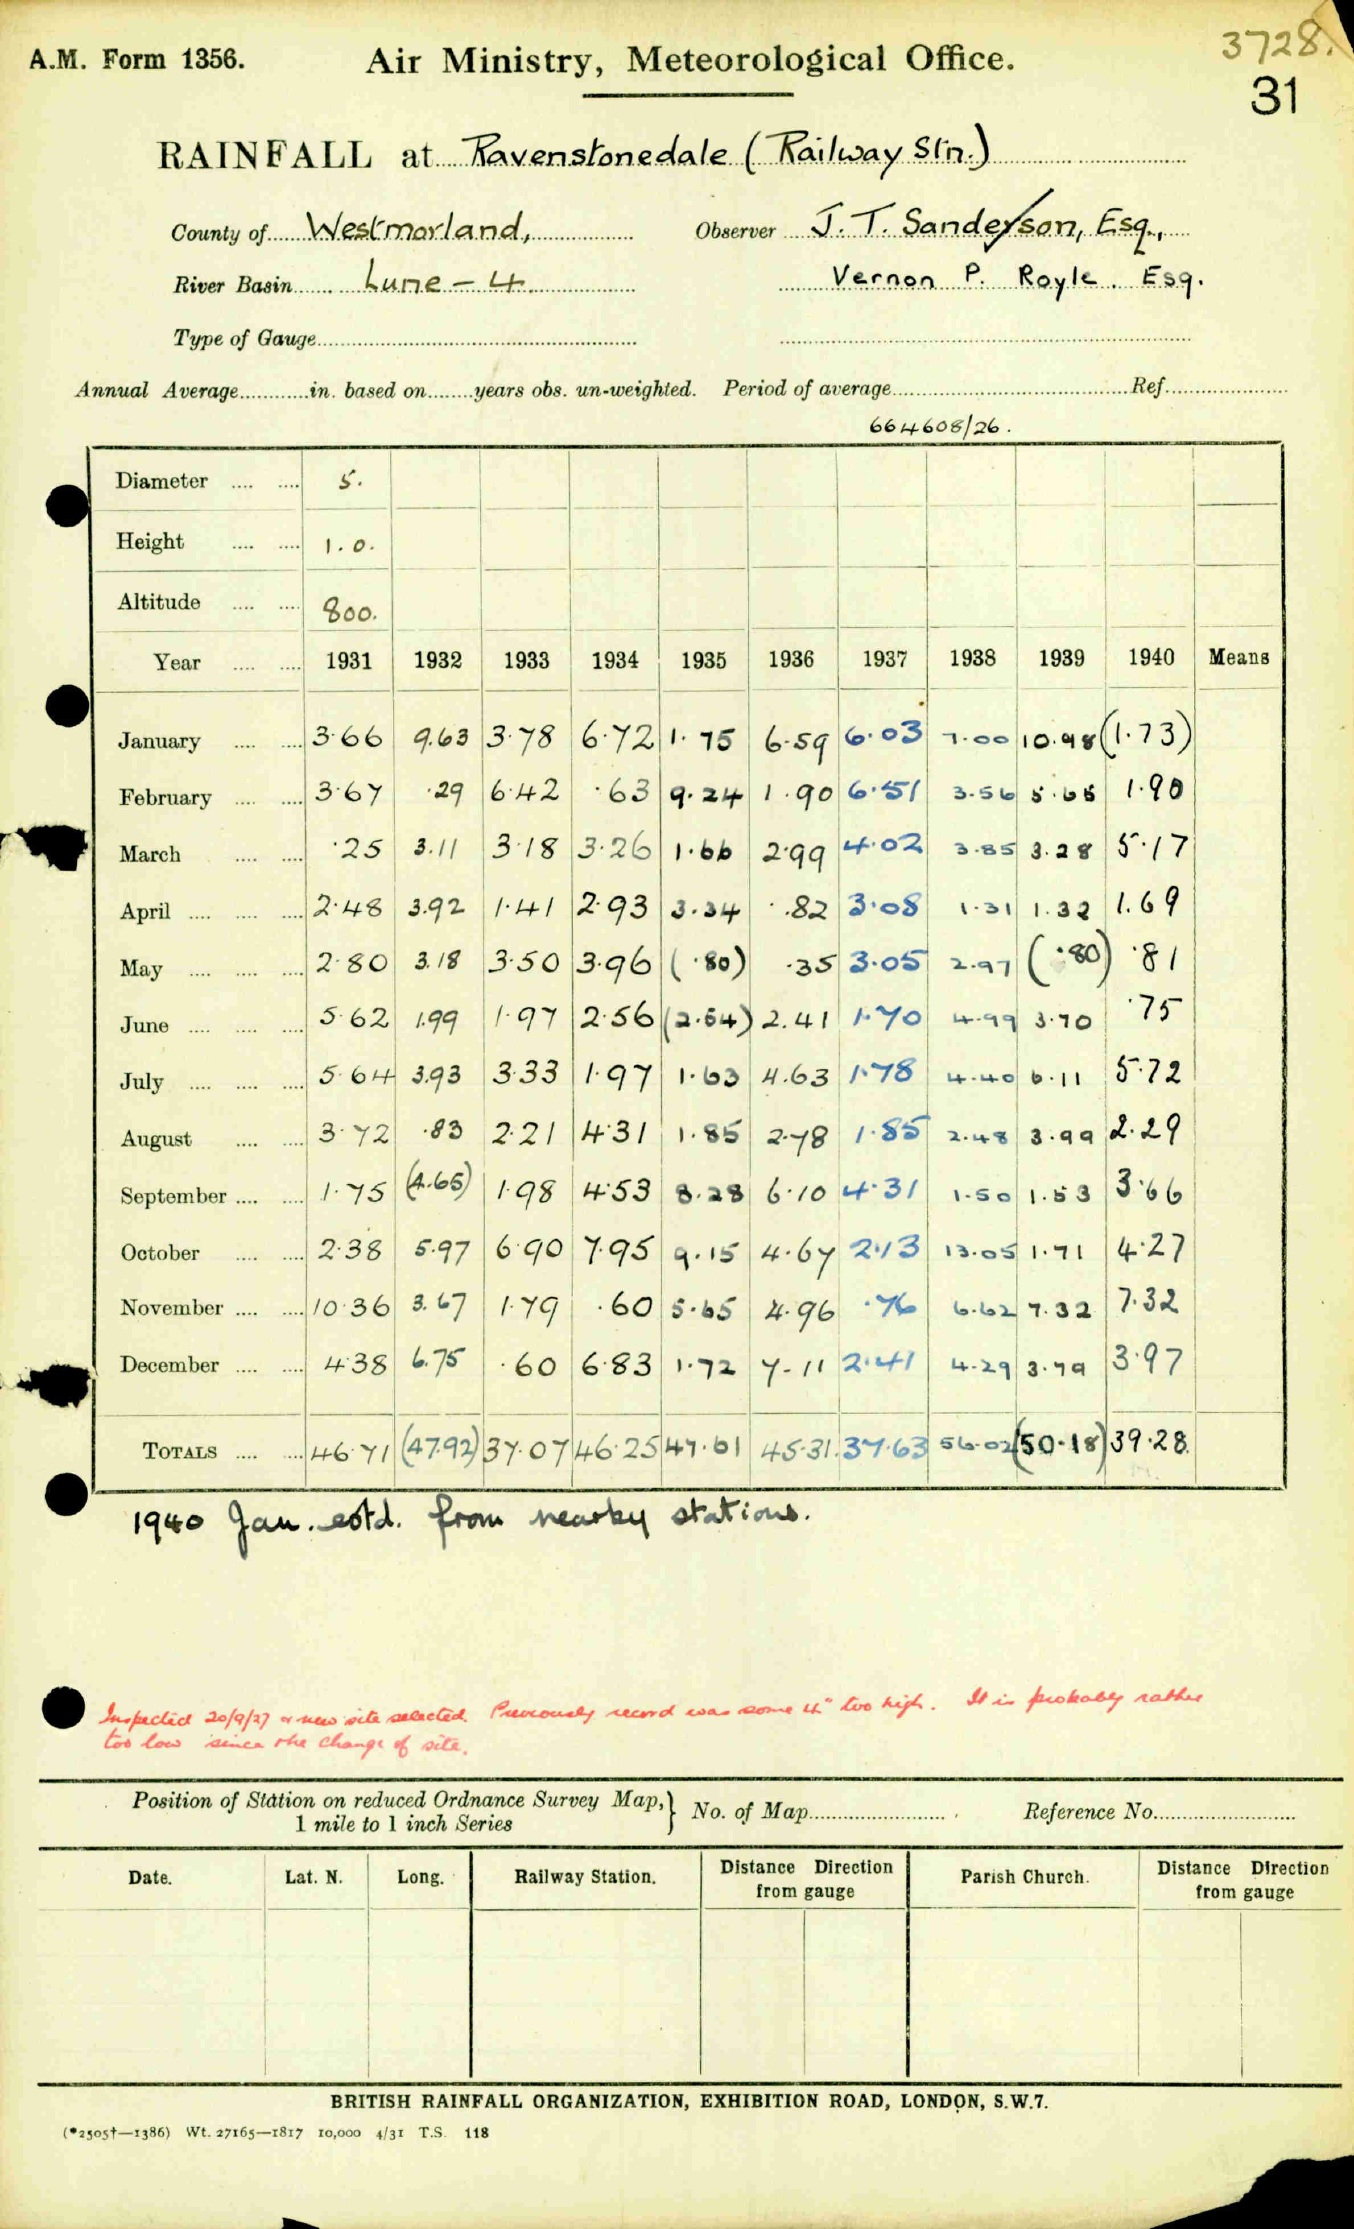 3728.
31
A.M. Form 1356.
Air Ministry, Meteorological Office.
RAINFALL at Ravenstonedale (Railway Stn.)
County of Westmorland, Observer J. T. Sanderson, Esq.,
River Basin Lune – 4 Vernon P. Royle. Esq.
Type of Gauge
Annual Average in. based on years obs. un-weighted. Period of average Ref.
664608/26.
Diameter 5.
Height 1.0.
Altitude 800.
Year 1931 1932 1933 1934 1935 1936 1937 1938 1939 1940 Means
January 3.66 9.63 3.78 6.72 1.75 6.59 6.03 7.00 10.98 (1.73)
February 3.67 .29 6.42 .63 9.24 1.90 6.51 3.56 5.65 1.90
March .25 3.11 3.18 3.26 1.66 2.99 4.02 3.85 3.28 5.17
April 2.48 3.92 1.41 2.93 3.34 .82 3.08 1.31 1.32 1.69
May 2.80 3.18 3.50 3.96 (.80) .35 3.05 2.97 (.80) .81
June 5.62 1.99 1.97 2.56 (2.54) 2.41 1.70 4.99 3.70 .75
July 5.64 3.93 3.33 1.97 1.63 4.63 1.78 4.40 6.11 5.72
August 3.72 .83 2.21 4.31 1.85 2.78 1.85 2.48 3.99 2.29
September 1.75 (4.65) 1.98 4.53 8.28 6.10 4.31 1.50 1.53 3.66
October 2.38 5.97 6.90 7.95 9.15 4.67 2.13 13.05 1.71 4.27
November 10.36 3.67 1.79 .60 5.65 4.96 .76 6.62 7.32 7.32
December 4.38 6.75 .60 6.83 1.72 7.11 2.41 4.29 3.79 3.97
TOTALS 46.71 (47.92) 37.07 46.25 47.61 45.31. 37.63 56.02 (50.18) 39.28.
1940 Jan. estd. from nearby stations.
Inspected 20/9/27 & new site selected. Previously record was some 4" too high. It is probably rather
too low since the change of site.
Position of Station on reduced Ordnance Survey Map, } No. of Map Reference No.
1 mile to 1 inch Series
Date. Lat. N. Long. Railway Station. Distance Direction from gauge Parish Church. Distance Direction from gauge
BRITISH RAINFALL ORGANIZATION, EXHIBITION ROAD, LONDON, S.W.7.
(*2505†—1386) Wt. 27165—1817 10,000 4/31 T.S. 118